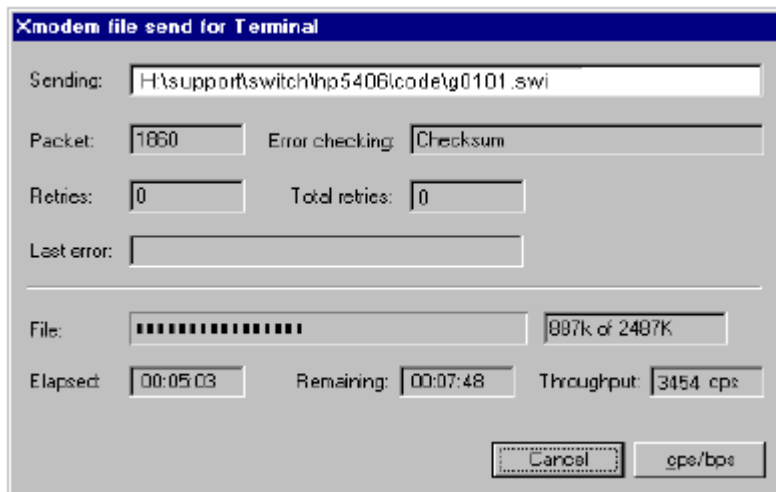 Xmodem file send for Terminal
Sending: H:\support\switch\hp5406\code\g0101.swi
Packet: 1860 Error checking: Checksum
Retries: 0 Total retries: 0
Last error:
File: 887k of 2487K
Elapsed: 00:05:03 Remaining: 00:07:48 Throughput: 3454 cps
Cancel cps/bps